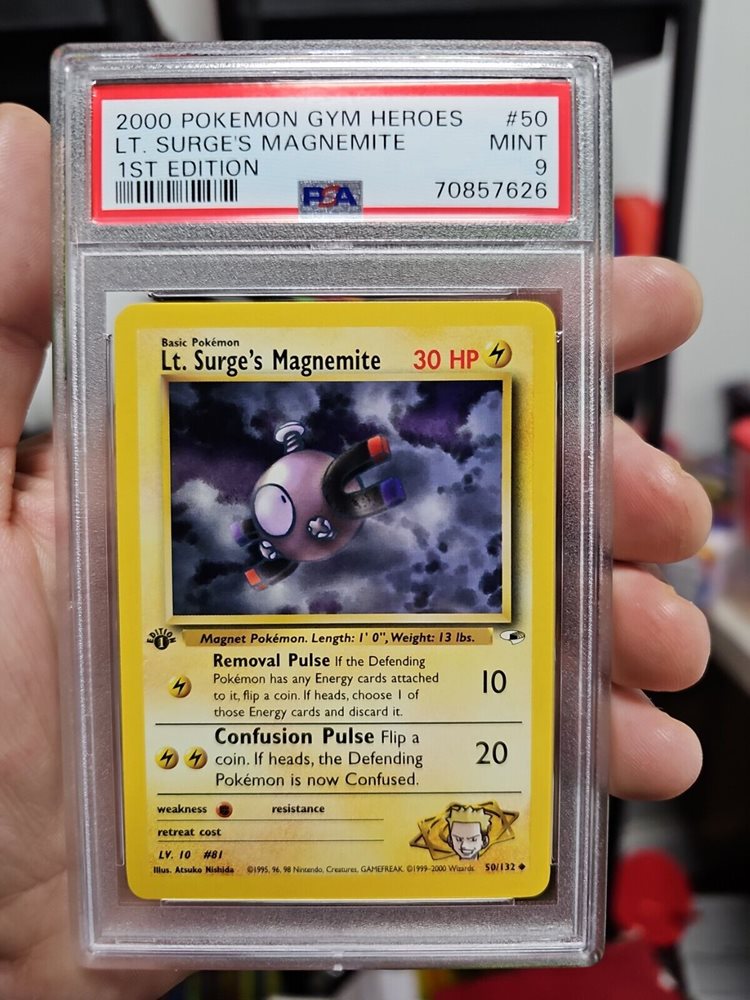 2000 POKEMON GYM HEROES #50
LT. SURGE'S MAGNEMITE MINT
1ST EDITION 9
PSA 70857626
Basic Pokémon
Lt. Surge's Magnemite 30 HP
EDITION
1
Magnet Pokémon. Length: 1' 0", Weight: 13 lbs.
Removal Pulse If the Defending
Pokémon has any Energy cards attached
to it, flip a coin. If heads, choose 1 of
those Energy cards and discard it.
10
Confusion Pulse Flip a
coin. If heads, the Defending
Pokémon is now Confused.
20
weakness resistance
retreat cost
LV. 10 #81
Illus. Atsuko Nishida ©1995, 96, 98 Nintendo, Creatures, GAMEFREAK. ©1999-2000 Wizards. 50/132